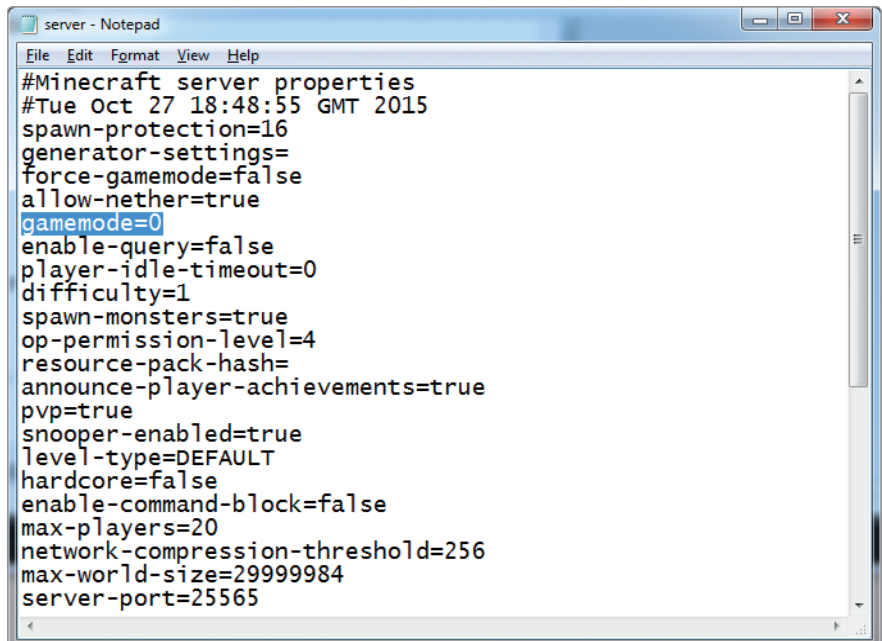 server - Notepad
File Edit Format View Help
#Minecraft server properties
#Tue Oct 27 18:48:55 GMT 2015
spawn-protection=16
generator-settings=
force-gamemode=false
allow-nether=true
gamemode=0
enable-query=false
player-idle-timeout=0
difficulty=1
spawn-monsters=true
op-permission-level=4
resource-pack-hash=
announce-player-achievements=true
pvp=true
snooper-enabled=true
level-type=DEFAULT
hardcore=false
enable-command-block=false
max-players=20
network-compression-threshold=256
max-world-size=29999984
server-port=25565